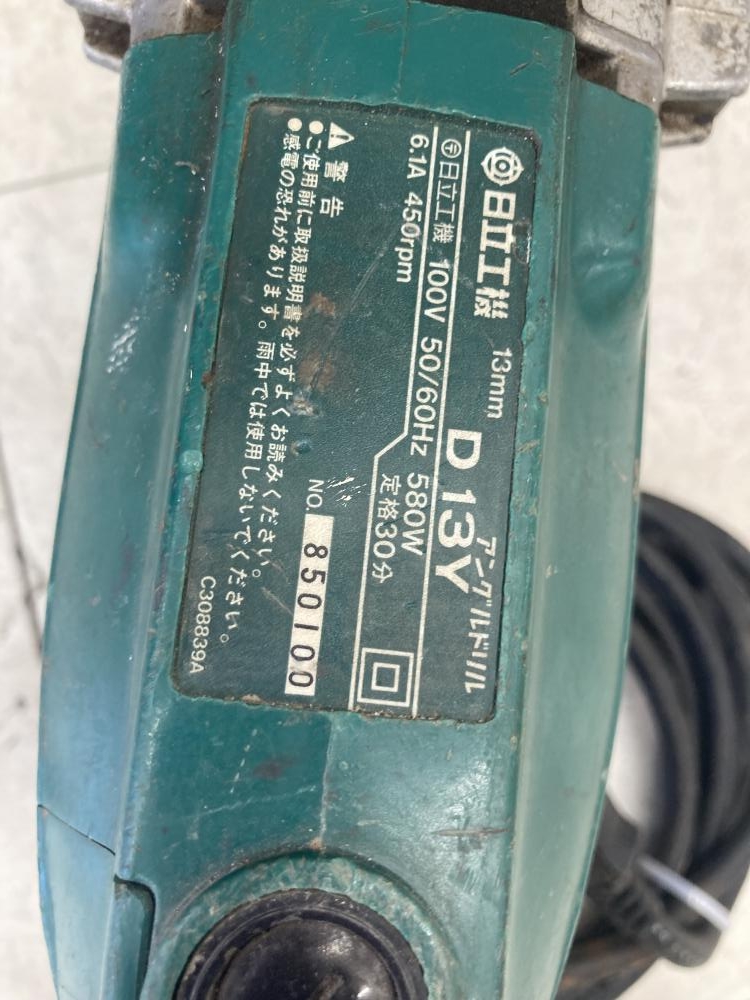 日立工機 13mm D 13Y アングルドリル
〒日立工機 100V 50/60Hz 580W
6.1A 450rpm 定格30分
NO. 850100
警告
●ご使用前に取扱説明書を必ずよくお読みください。
●感電の恐れがあります。雨中では使用しないでください。
C308839A